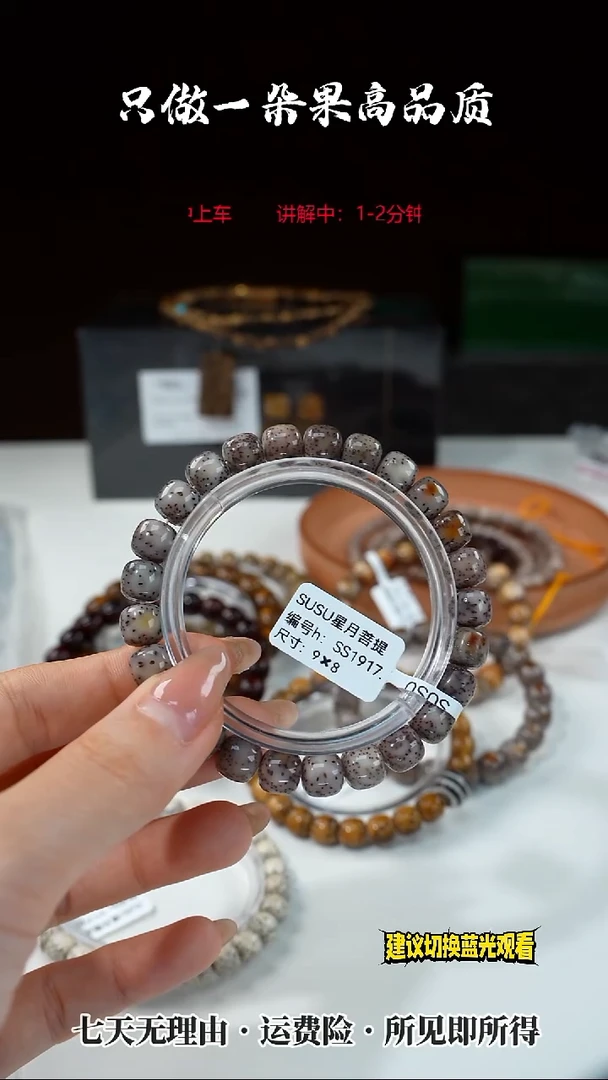 只做一朵果高品质
上车 讲解中：1-2分钟
SUSU星月菩提
编号h: SS1917.
尺寸: 9✖8
SUSU
建议切换蓝光观看
七天无理由·运费险·所见即所得